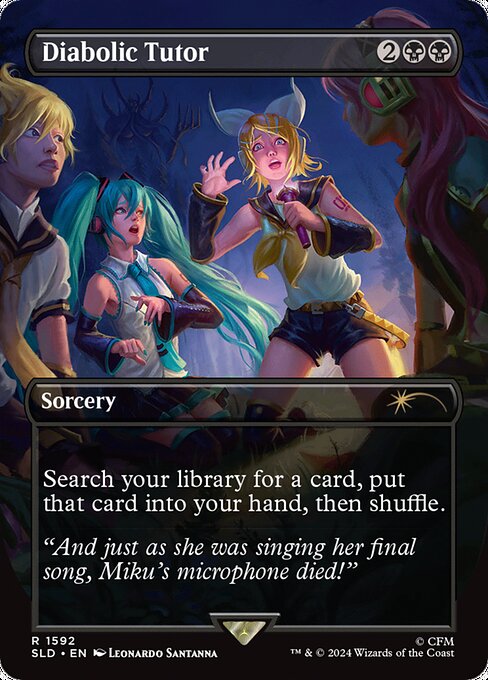 Diabolic Tutor 2
Sorcery
Search your library for a card, put
that card into your hand, then shuffle.
“And just as she was singing her final
song, Miku’s microphone died!”
R 1592
SLD • EN Leonardo Santanna
© CFM
™ & © 2024 Wizards of the Coast